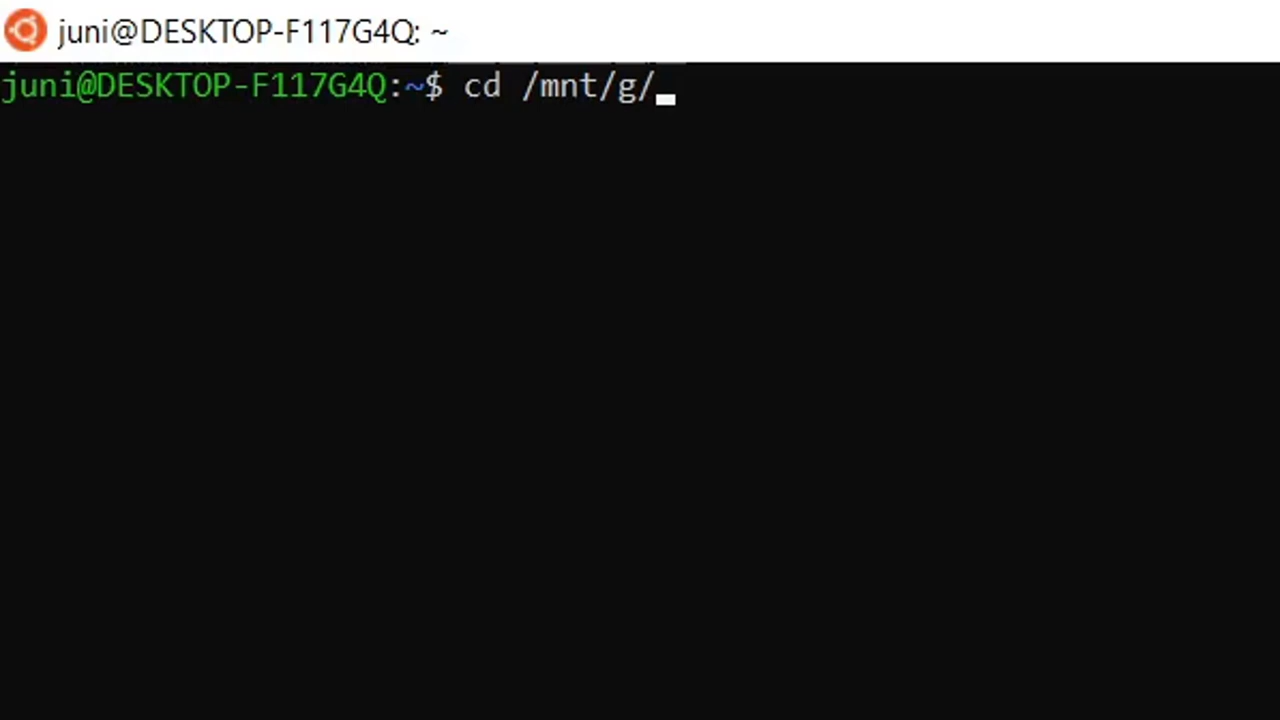 juni@DESKTOP-F117G4Q: ~
juni@DESKTOP-F117G4Q:~$ cd /mnt/g/